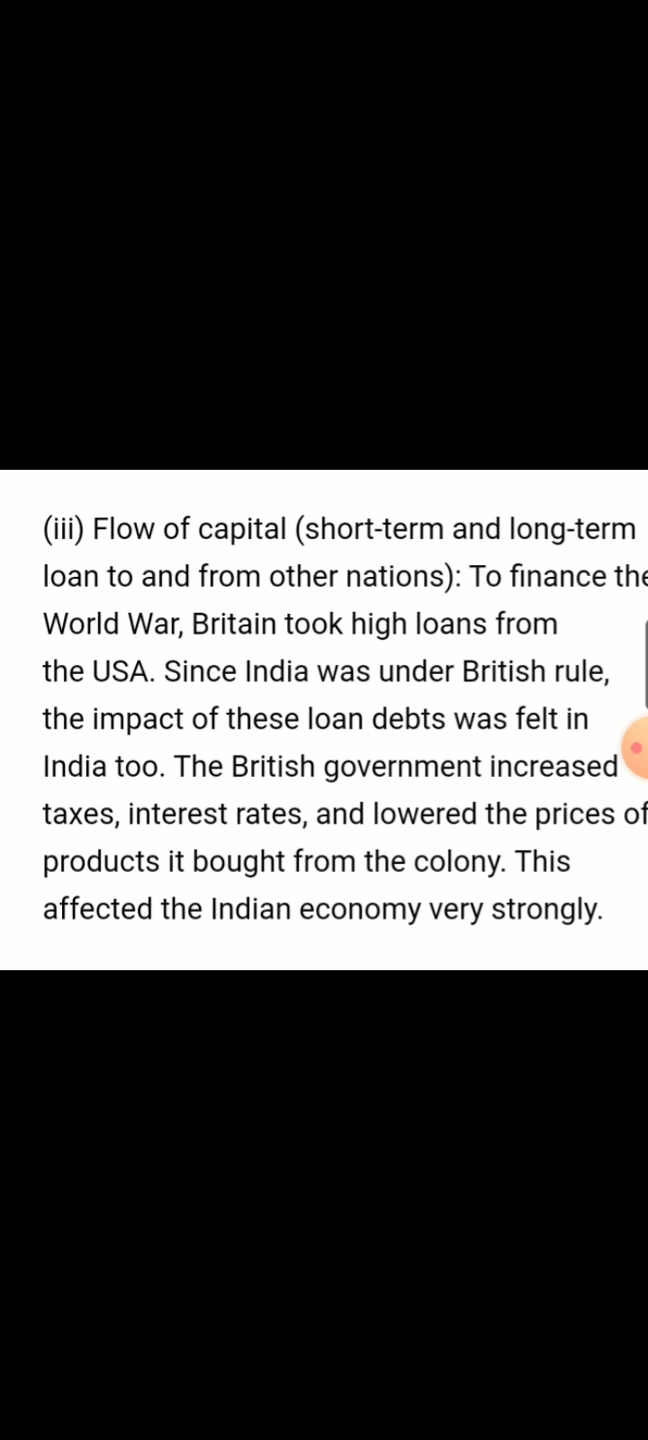 (iii) Flow of capital (short-term and long-term
loan to and from other nations): To finance the
World War, Britain took high loans from
the USA. Since India was under British rule,
the impact of these loan debts was felt in
India too. The British government increased
taxes, interest rates, and lowered the prices of
products it bought from the colony. This
affected the Indian economy very strongly.